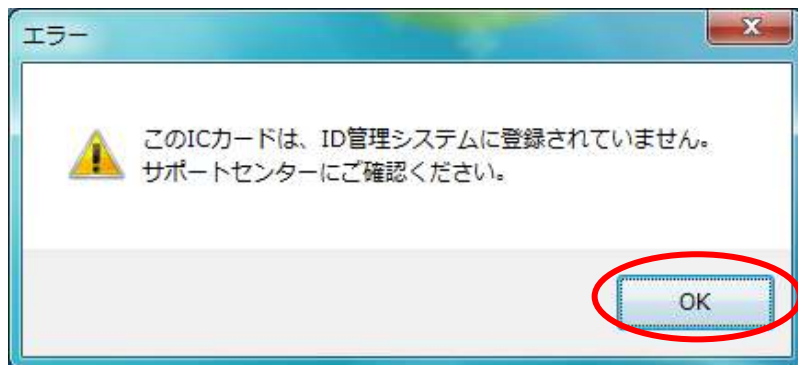 エラー
このICカードは、ID管理システムに登録されていません。
サポートセンターにご確認ください。
OK